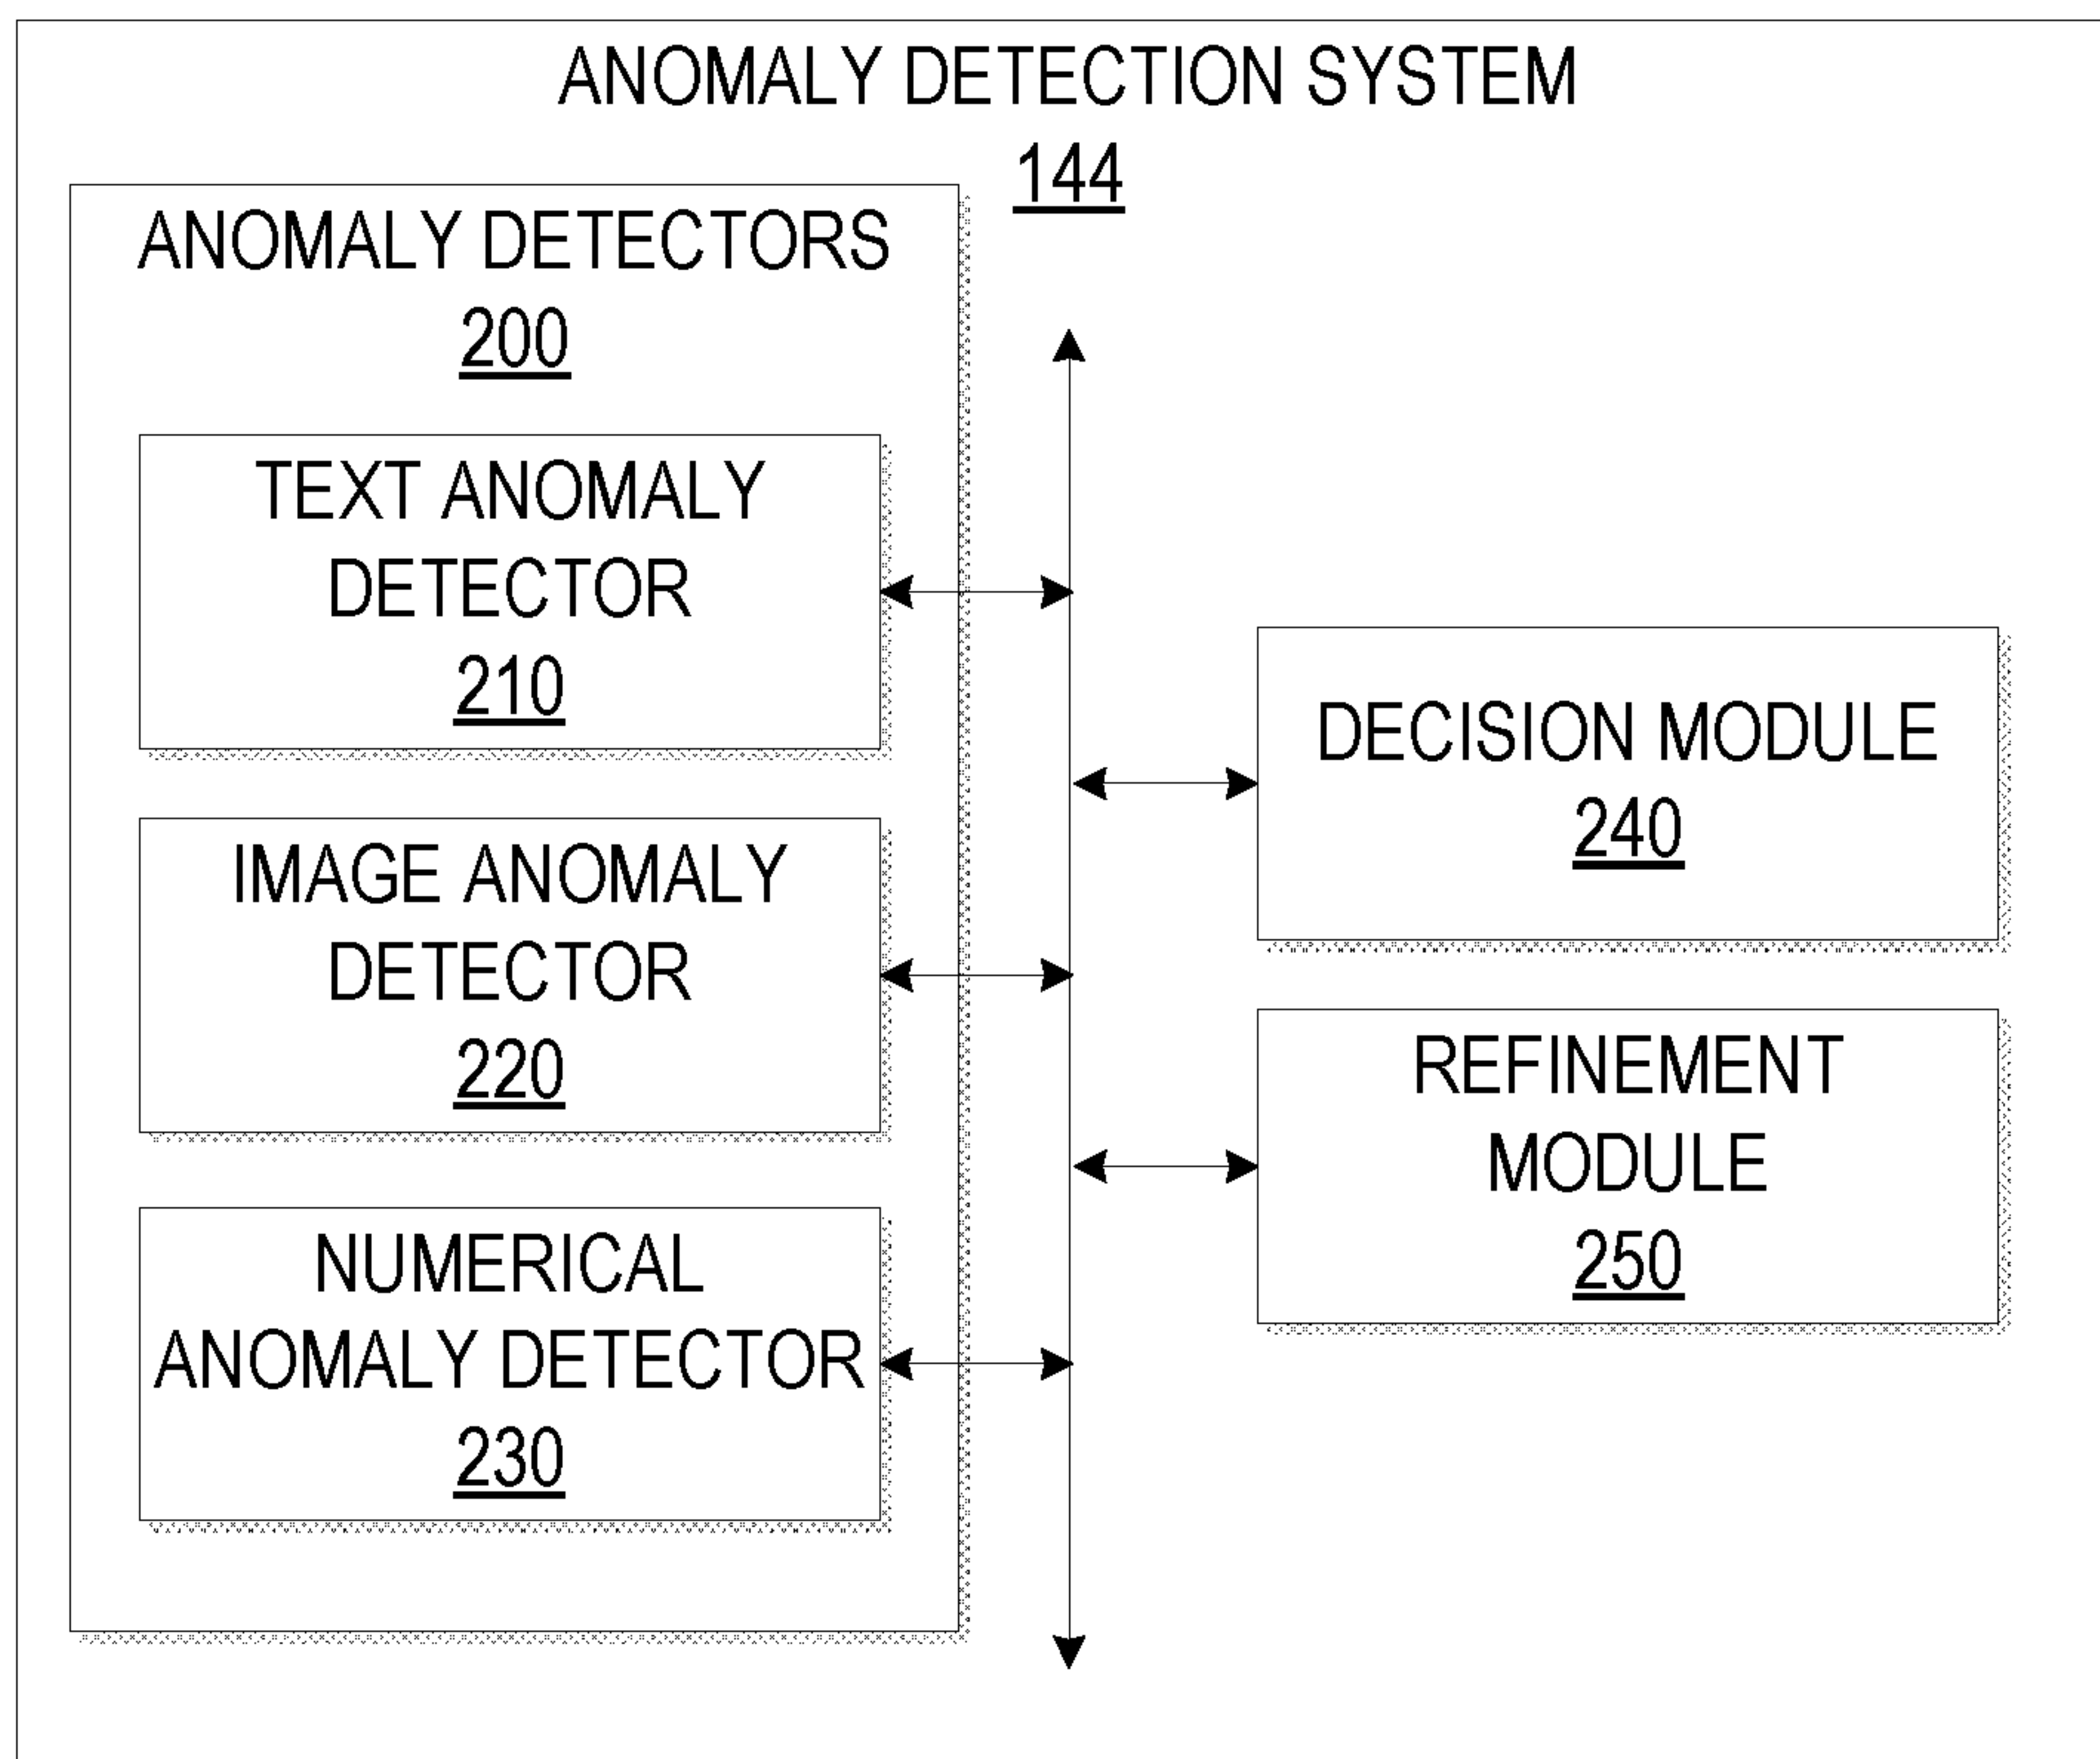 ANOMALY DETECTION SYSTEM
144
ANOMALY DETECTORS
200
TEXT ANOMALY
DETECTOR
210
IMAGE ANOMALY
DETECTOR
220
NUMERICAL
ANOMALY DETECTOR
230
DECISION MODULE
240
REFINEMENT
MODULE
250